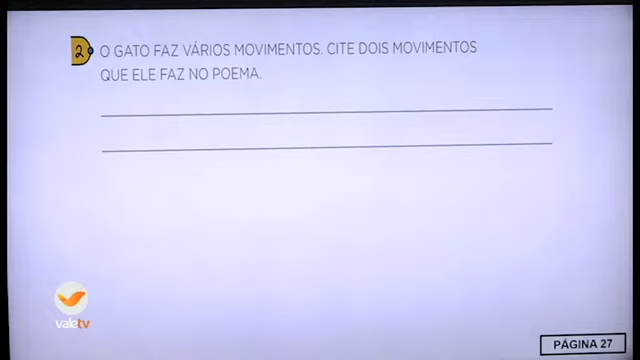 2 O GATO FAZ VÁRIOS MOVIMENTOS. CITE DOIS MOVIMENTOS
QUE ELE FAZ NO POEMA.
valetv
PÁGINA 27